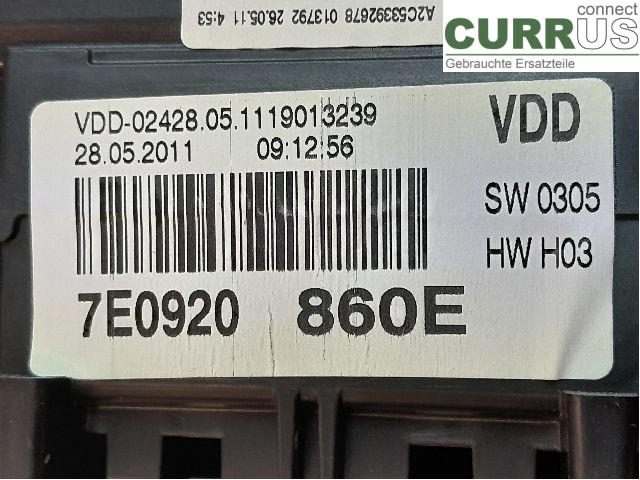 A2C53392678 013792 26.05.11 4:53
connect
CURRUS
Gebrauchte Ersatzteile
VDD-02428.05.1119013239
28.05.2011 09:12:56
VDD
SW 0305
HW H03
7E0920 860E